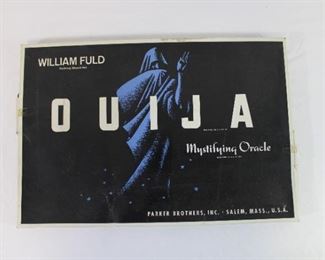 WILLIAM FULD
OUIJA
Mystifying Oracle
PARKER BROTHERS, INC. · SALEM, MASS., U.S.A.